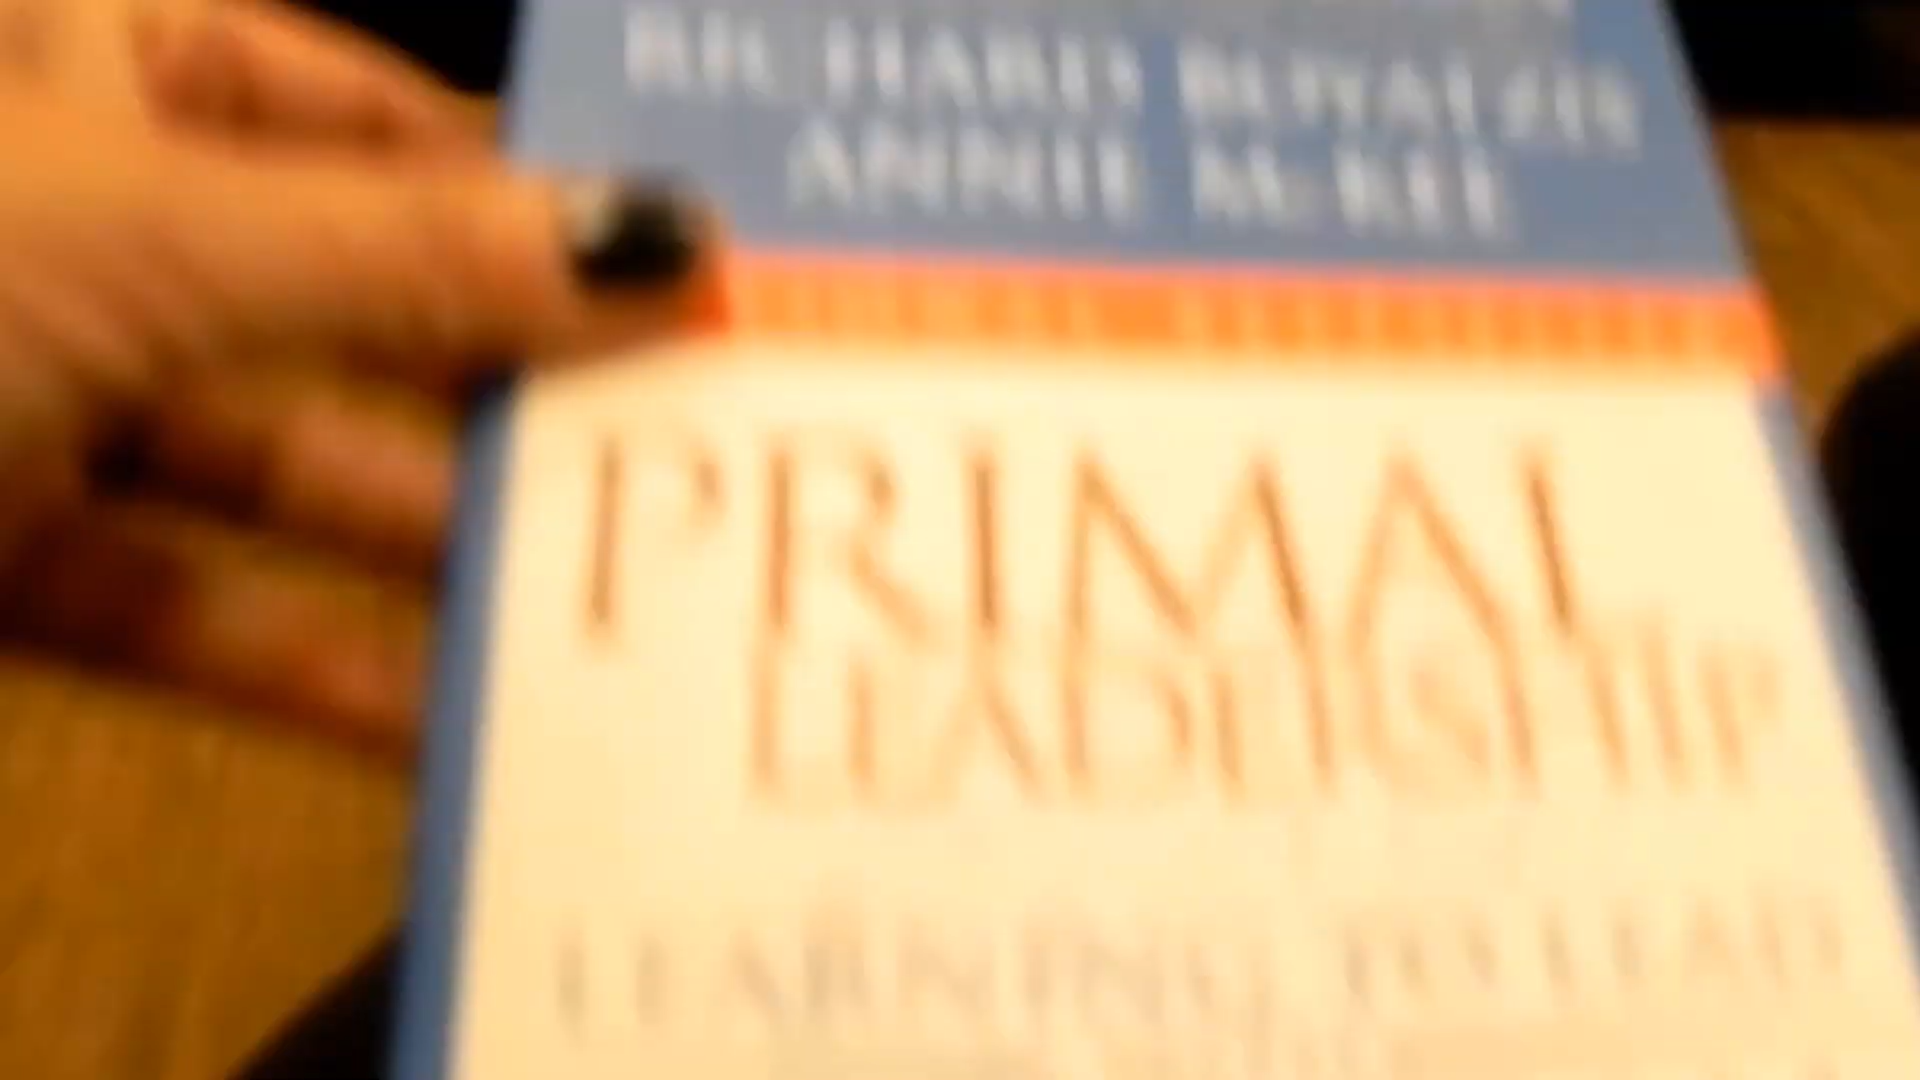 RICHARD BOYATZIS
ANNIE McKEE
PRIMAL
LEADERSHIP
LEARNING TO LEAD